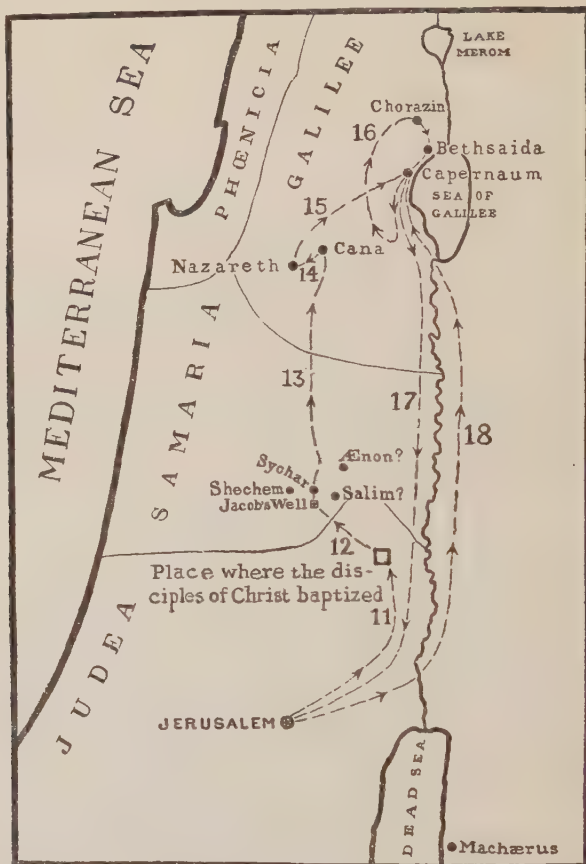 LAKE
MEROM
MEDITERRANEAN SEA
PHŒNICIA
GALILEE
Chorazin
16
Bethsaida
Capernaum
SEA OF
GALILEE
15
Cana
Nazareth
14
SAMARIA
13
17
18
Ænon?
Sychar
Shechem
Salim?
Jacob's Well
12
Place where the dis-
ciples of Christ baptized
11
JUDEA
JERUSALEM
DEAD SEA
Machærus